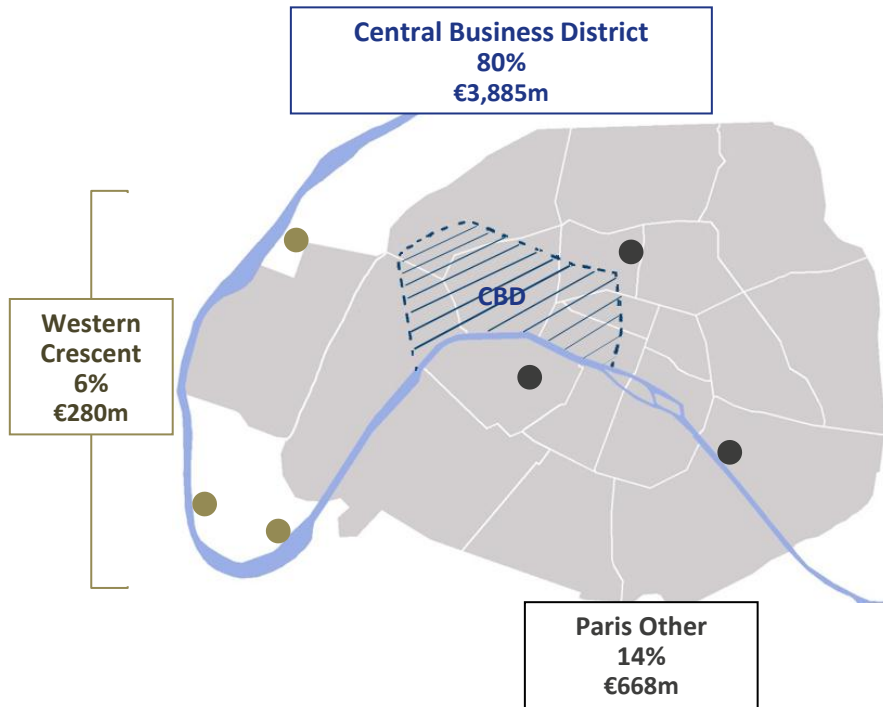 Central Business District
80%
€3,885m
CBD
Western
Crescent
6%
€280m
Paris Other
14%
€668m